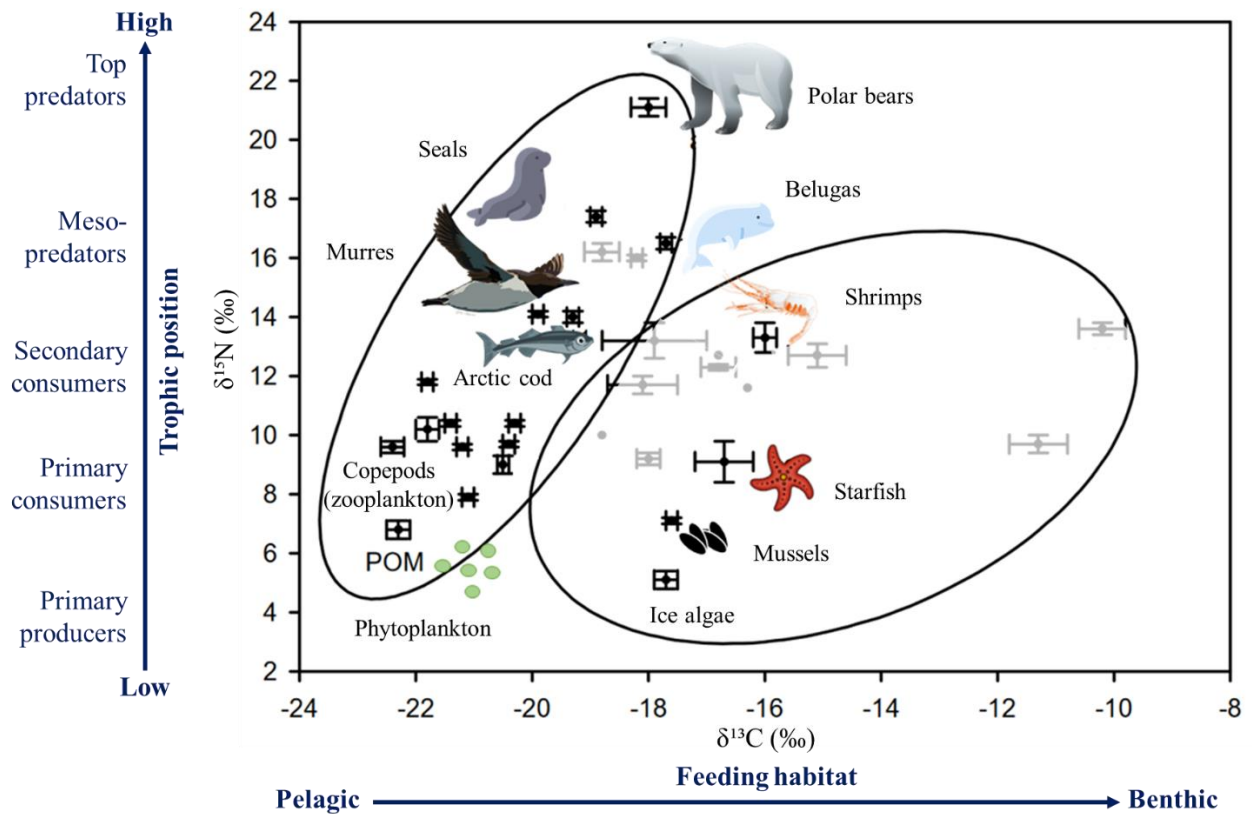 High
Top
predators
Meso-
predators
Secondary
consumers
Primary
consumers
Primary
producers
Low
Trophic position
δ¹⁵N (‰)
24
22
20
18
16
14
12
10
8
6
4
2
Polar bears
Seals
Belugas
Murres
Shrimps
Arctic cod
Copepods
(zooplankton)
Starfish
POM
Mussels
Ice algae
Phytoplankton
-24
-22
-20
-18
-16
-14
-12
-10
-8
δ¹³C (‰)
Feeding habitat
Pelagic
Benthic